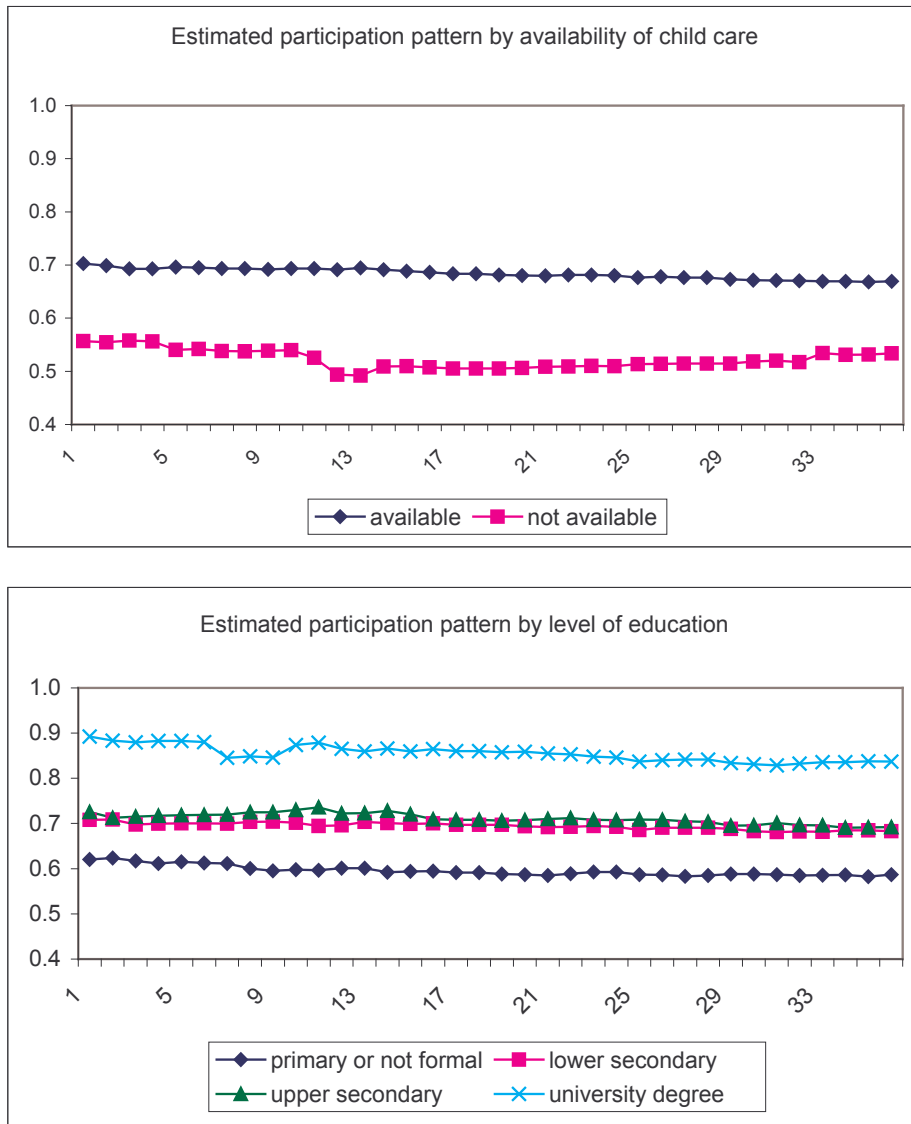 Estimated participation pattern by availability of child care
1.0
0.9
0.8
0.7
0.6
0.5
0.4
1 5 9 13 17 21 25 29 33
available not available
Estimated participation pattern by level of education
1.0
0.9
0.8
0.7
0.6
0.5
0.4
1 5 9 13 17 21 25 29 33
primary or not formal lower secondary
upper secondary university degree